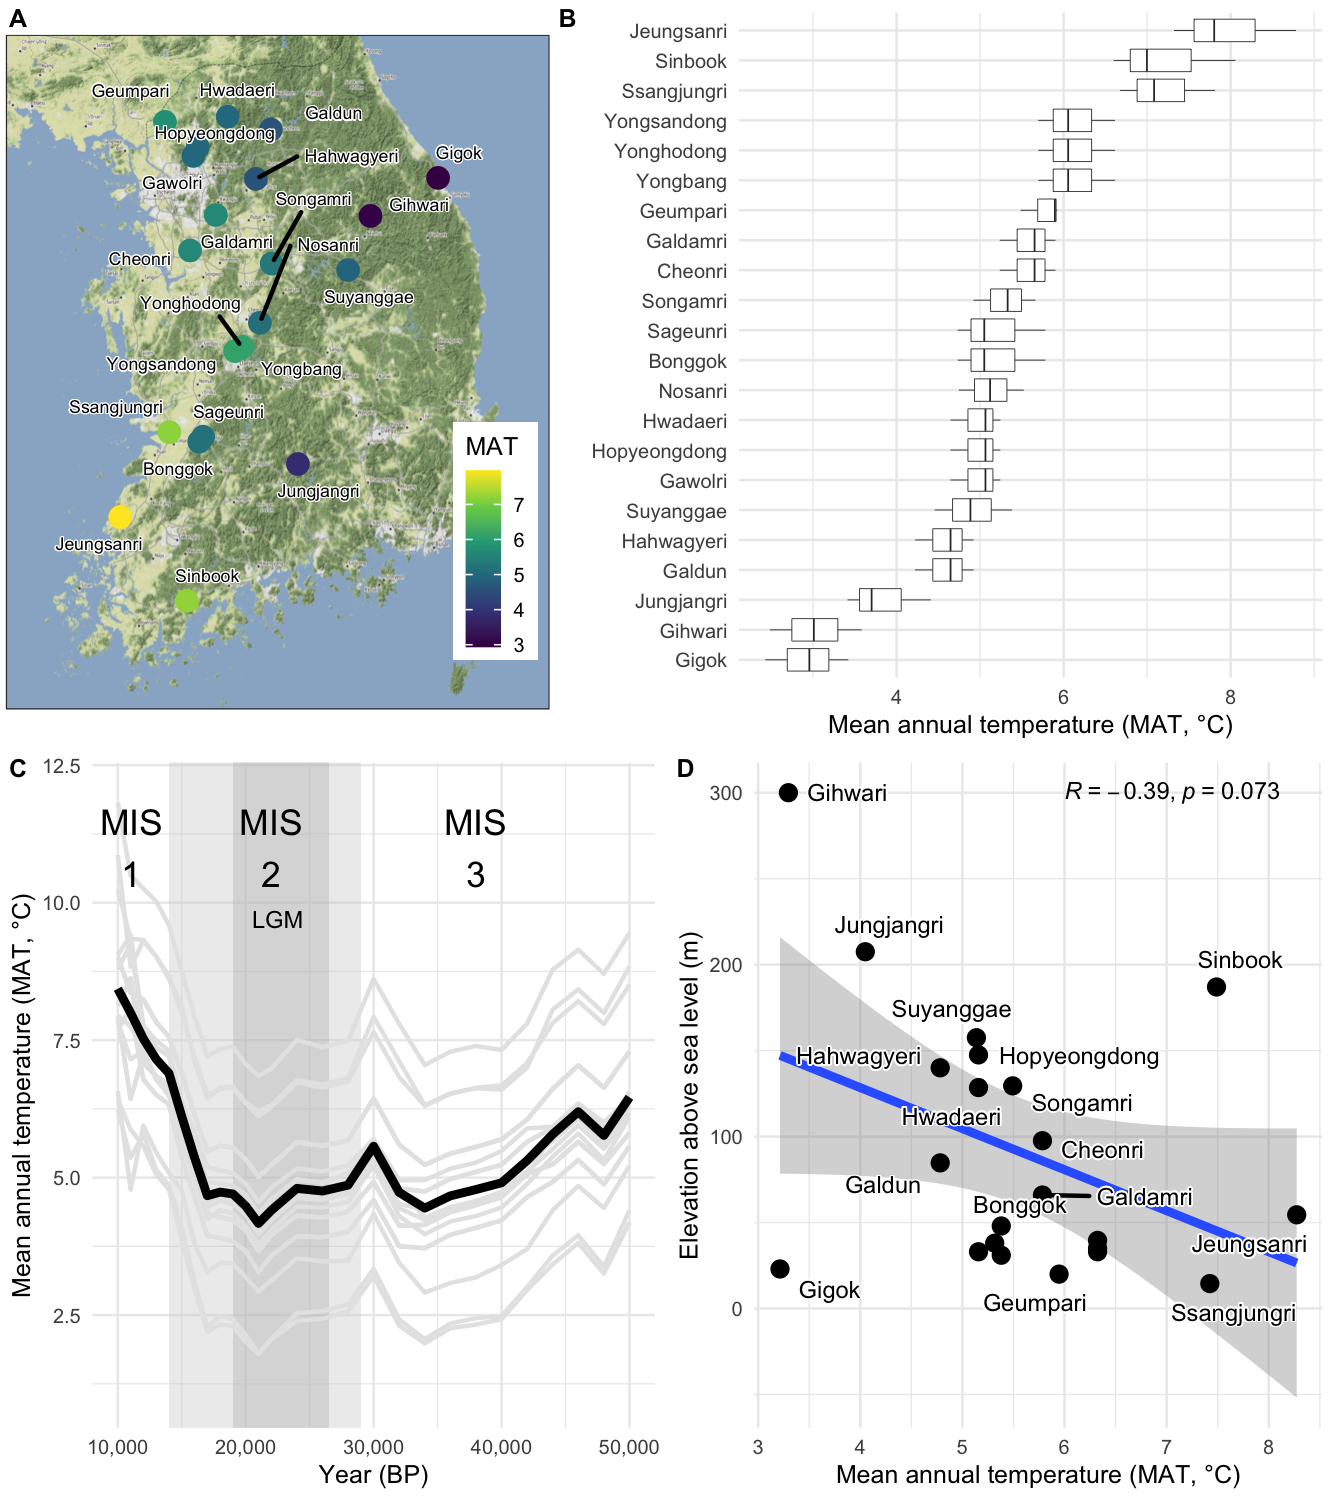 A
Geumpari
Hwadaeri
Galdun
Hopyeongdong
Hahwagyeri
Gigok
Gawolri
Songamri
Gihwari
Galdamri
Nosanri
Cheonri
Suyanggae
Yonghodong
Yongsandong
Yongbang
Ssangjungri
Sageunri
Bonggok
Jungjangri
Jeungsanri
Sinbook
MAT
7
6
5
4
3
B
Jeungsanri
Sinbook
Ssangjungri
Yongsandong
Yonghodong
Yongbang
Geumpari
Galdamri
Cheonri
Songamri
Sageunri
Bonggok
Nosanri
Hwadaeri
Hopyeongdong
Gawolri
Suyanggae
Hahwagyeri
Galdun
Jungjangri
Gihwari
Gigok
4 6 8
Mean annual temperature (MAT, °C)
C
12.5
10.0
7.5
5.0
2.5
Mean annual temperature (MAT, °C)
MIS
1
MIS
2
LGM
MIS
3
10,000 20,000 30,000 40,000 50,000
Year (BP)
D
300
200
100
0
Elevation above sea level (m)
R = −0.39, p = 0.073
Gihwari
Jungjangri
Sinbook
Suyanggae
Hahwagyeri
Hopyeongdong
Songamri
Hwadaeri
Cheonri
Galdun
Galdamri
Bonggok
Jeungsanri
Gigok
Geumpari
Ssangjungri
3 4 5 6 7 8
Mean annual temperature (MAT, °C)